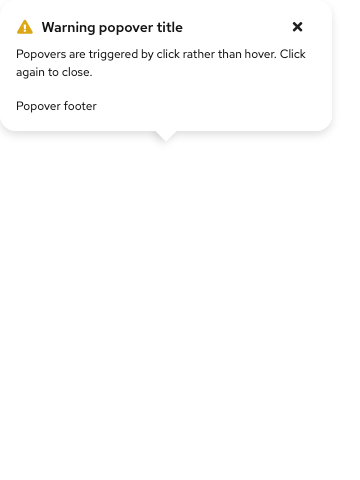 Warning popover title
Popovers are triggered by click rather than hover. Click
again to close.
Popover footer